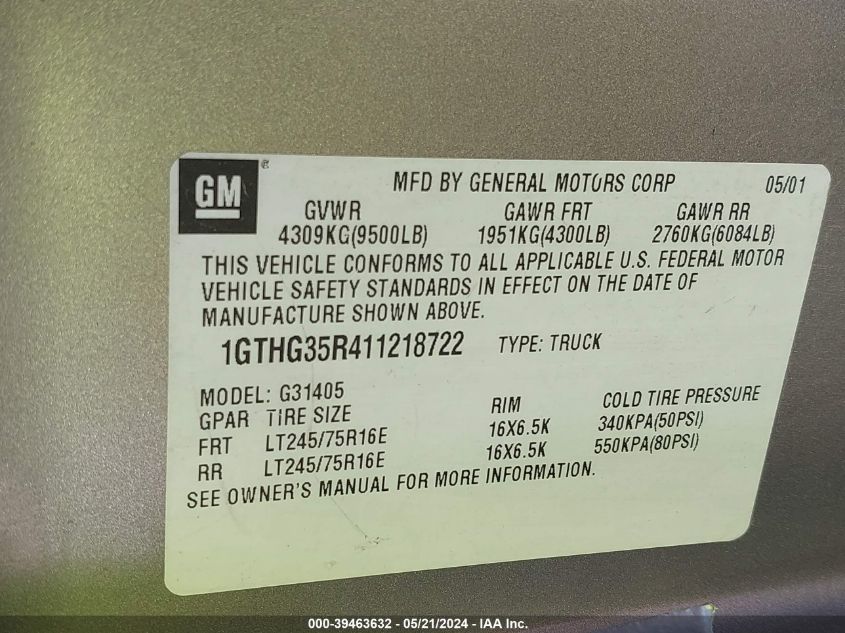 GM®
MFD BY GENERAL MOTORS CORP 05/01
GVWR GAWR FRT GAWR RR
4309KG(9500LB) 1951KG(4300LB) 2760KG(6084LB)
THIS VEHICLE CONFORMS TO ALL APPLICABLE U.S. FEDERAL MOTOR
VEHICLE SAFETY STANDARDS IN EFFECT ON THE DATE OF
MANUFACTURE SHOWN ABOVE.
1GTHG35R411218722 TYPE: TRUCK
MODEL: G31405
GPAR TIRE SIZE RIM COLD TIRE PRESSURE
FRT LT245/75R16E 16X6.5K 340KPA(50PSI)
RR LT245/75R16E 16X6.5K 550KPA(80PSI)
SEE OWNER'S MANUAL FOR MORE INFORMATION.
000-39463632 - 05/21/2024 - IAA Inc.